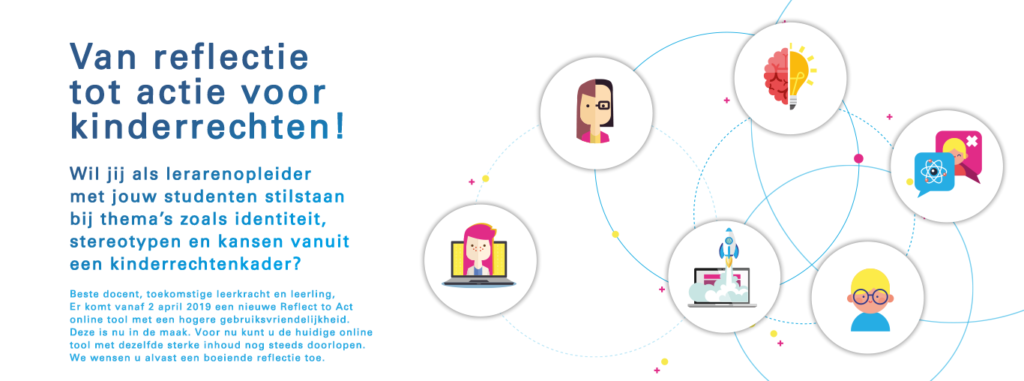 Van reflectie
tot actie voor
kinderrechten!
Wil jij als lerarenopleider
met jouw studenten stilstaan
bij thema's zoals identiteit,
stereotypen en kansen vanuit
een kinderrechtenkader?
Beste docent, toekomstige leerkracht en leerling,
Er komt vanaf 2 april 2019 een nieuwe Reflect to Act
online tool met een hogere gebruiksvriendelijkheid.
Deze is nu in de maak. Voor nu kunt u de huidige online
tool met dezelfde sterke inhoud nog steeds doorlopen.
We wensen u alvast een boeiende reflectie toe.